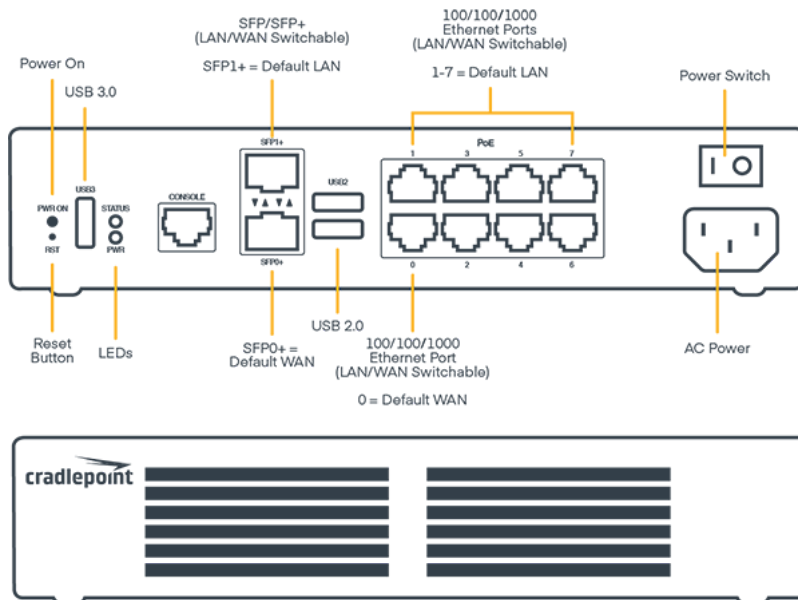 SFP/SFP+
(LAN/WAN Switchable)
SFP1+ = Default LAN
100/100/1000
Ethernet Ports
(LAN/WAN Switchable)
1-7 = Default LAN
Power On
USB 3.0
Power Switch
SFP1+
PoE
1 3 5 7
USB3
USB2
PWR ON
STATUS
CONSOLE
RST
PWR
SFP0+
0 2 4 6
Reset
Button
LEDs
SFP0+ =
Default WAN
USB 2.0
100/100/1000
Ethernet Port
(LAN/WAN Switchable)
0 = Default WAN
AC Power
cradlepoint